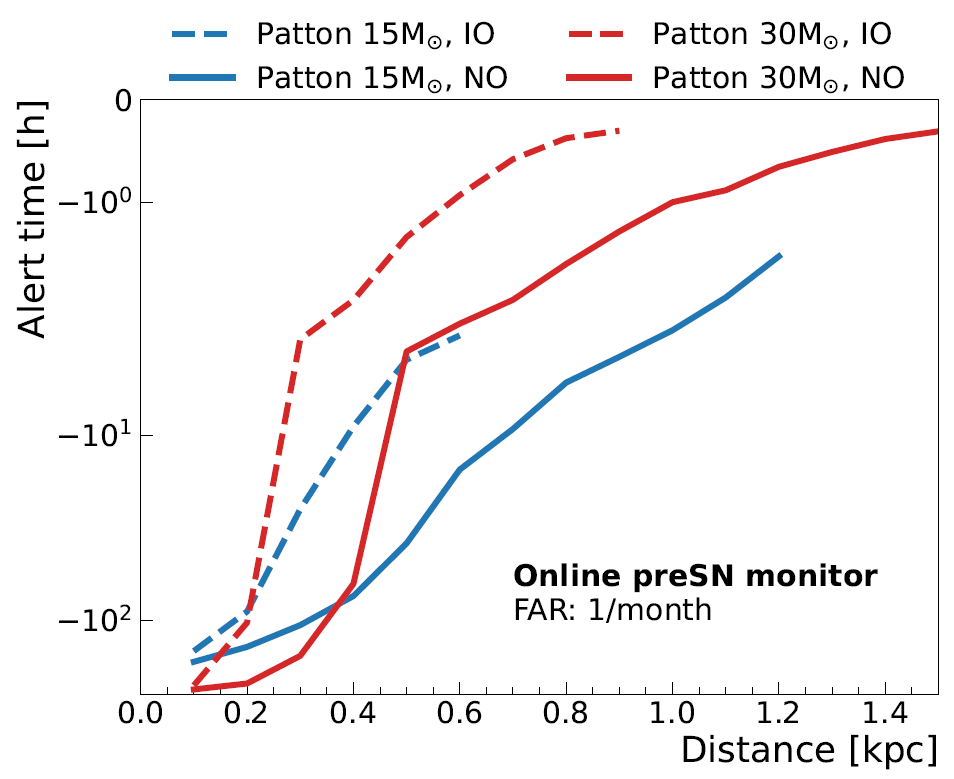 Patton 15M⊙, IO
Patton 30M⊙, IO
Patton 15M⊙, NO
Patton 30M⊙, NO
Alert time [h]
0
−10⁰
−10¹
−10²
Online preSN monitor
FAR: 1/month
0.0 0.2 0.4 0.6 0.8 1.0 1.2 1.4
Distance [kpc]